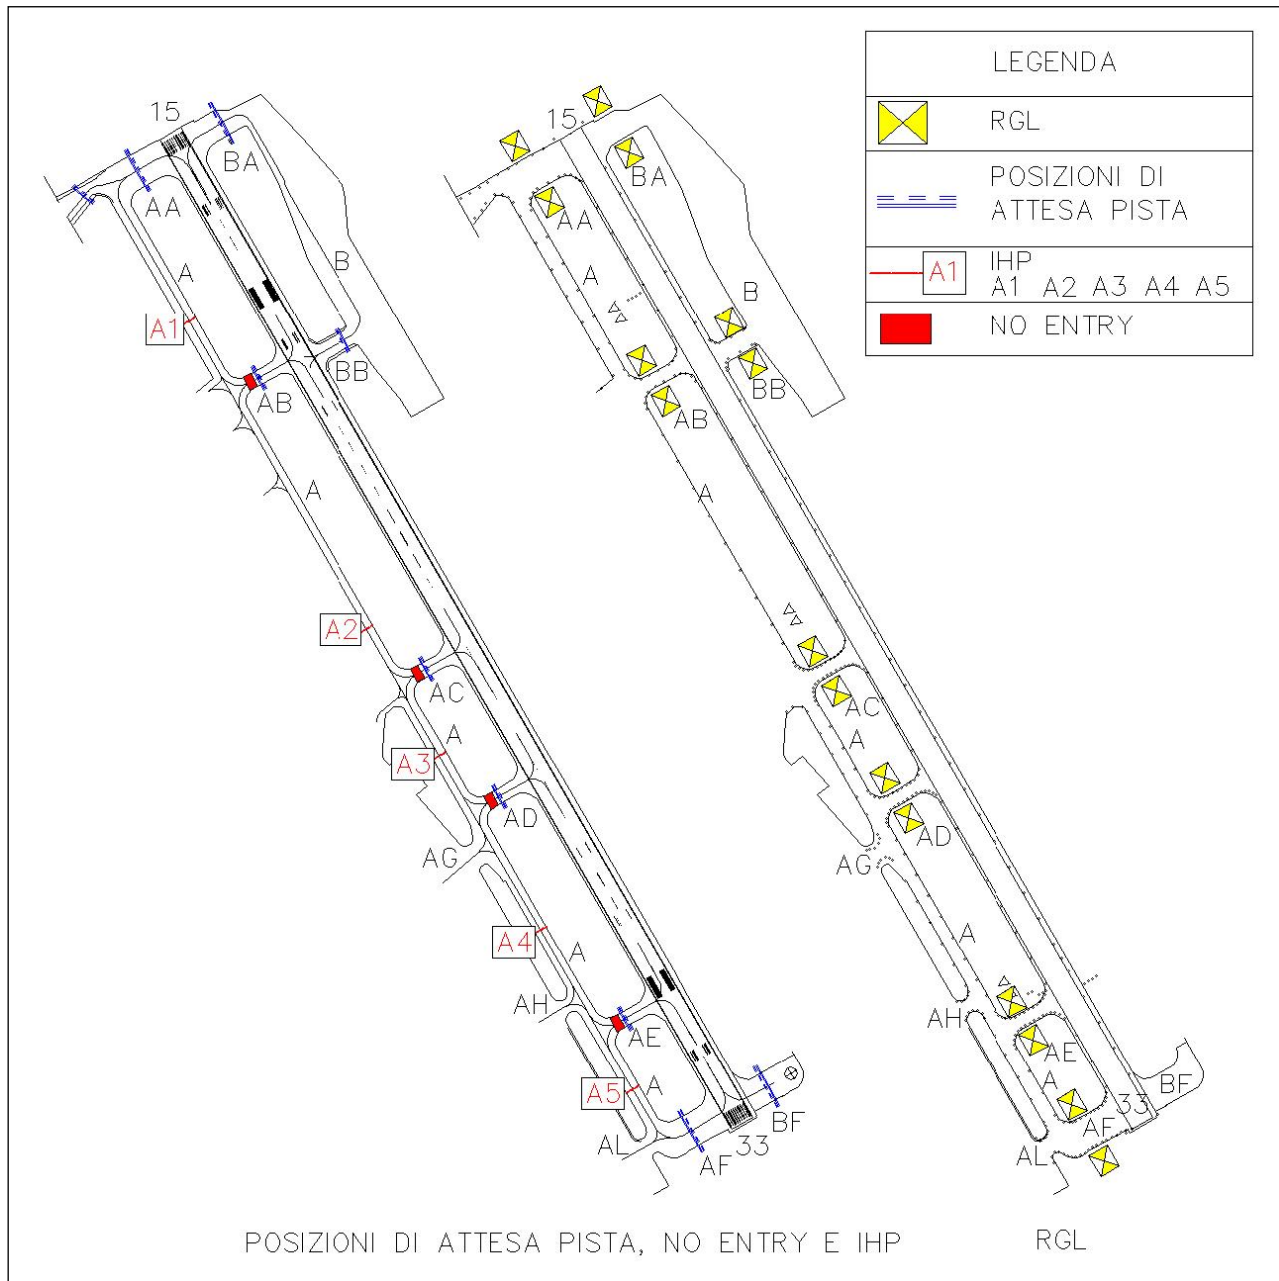 LEGENDA
RGL
POSIZIONI DI
ATTESA PISTA
A1
IHP
A1 A2 A3 A4 A5
NO ENTRY
15
BA
AA
A
B
A1
BB
AB
A
A2
AC
A
A3
AD
AG
A4
A
AH
AE
A5
A
AL
BF
33
AF
15
BA
AA
A
B
BB
AB
A
AC
A
AD
AG
A
AH
AE
A
BF
33
AF
AL
POSIZIONI DI ATTESA PISTA, NO ENTRY E IHP
RGL